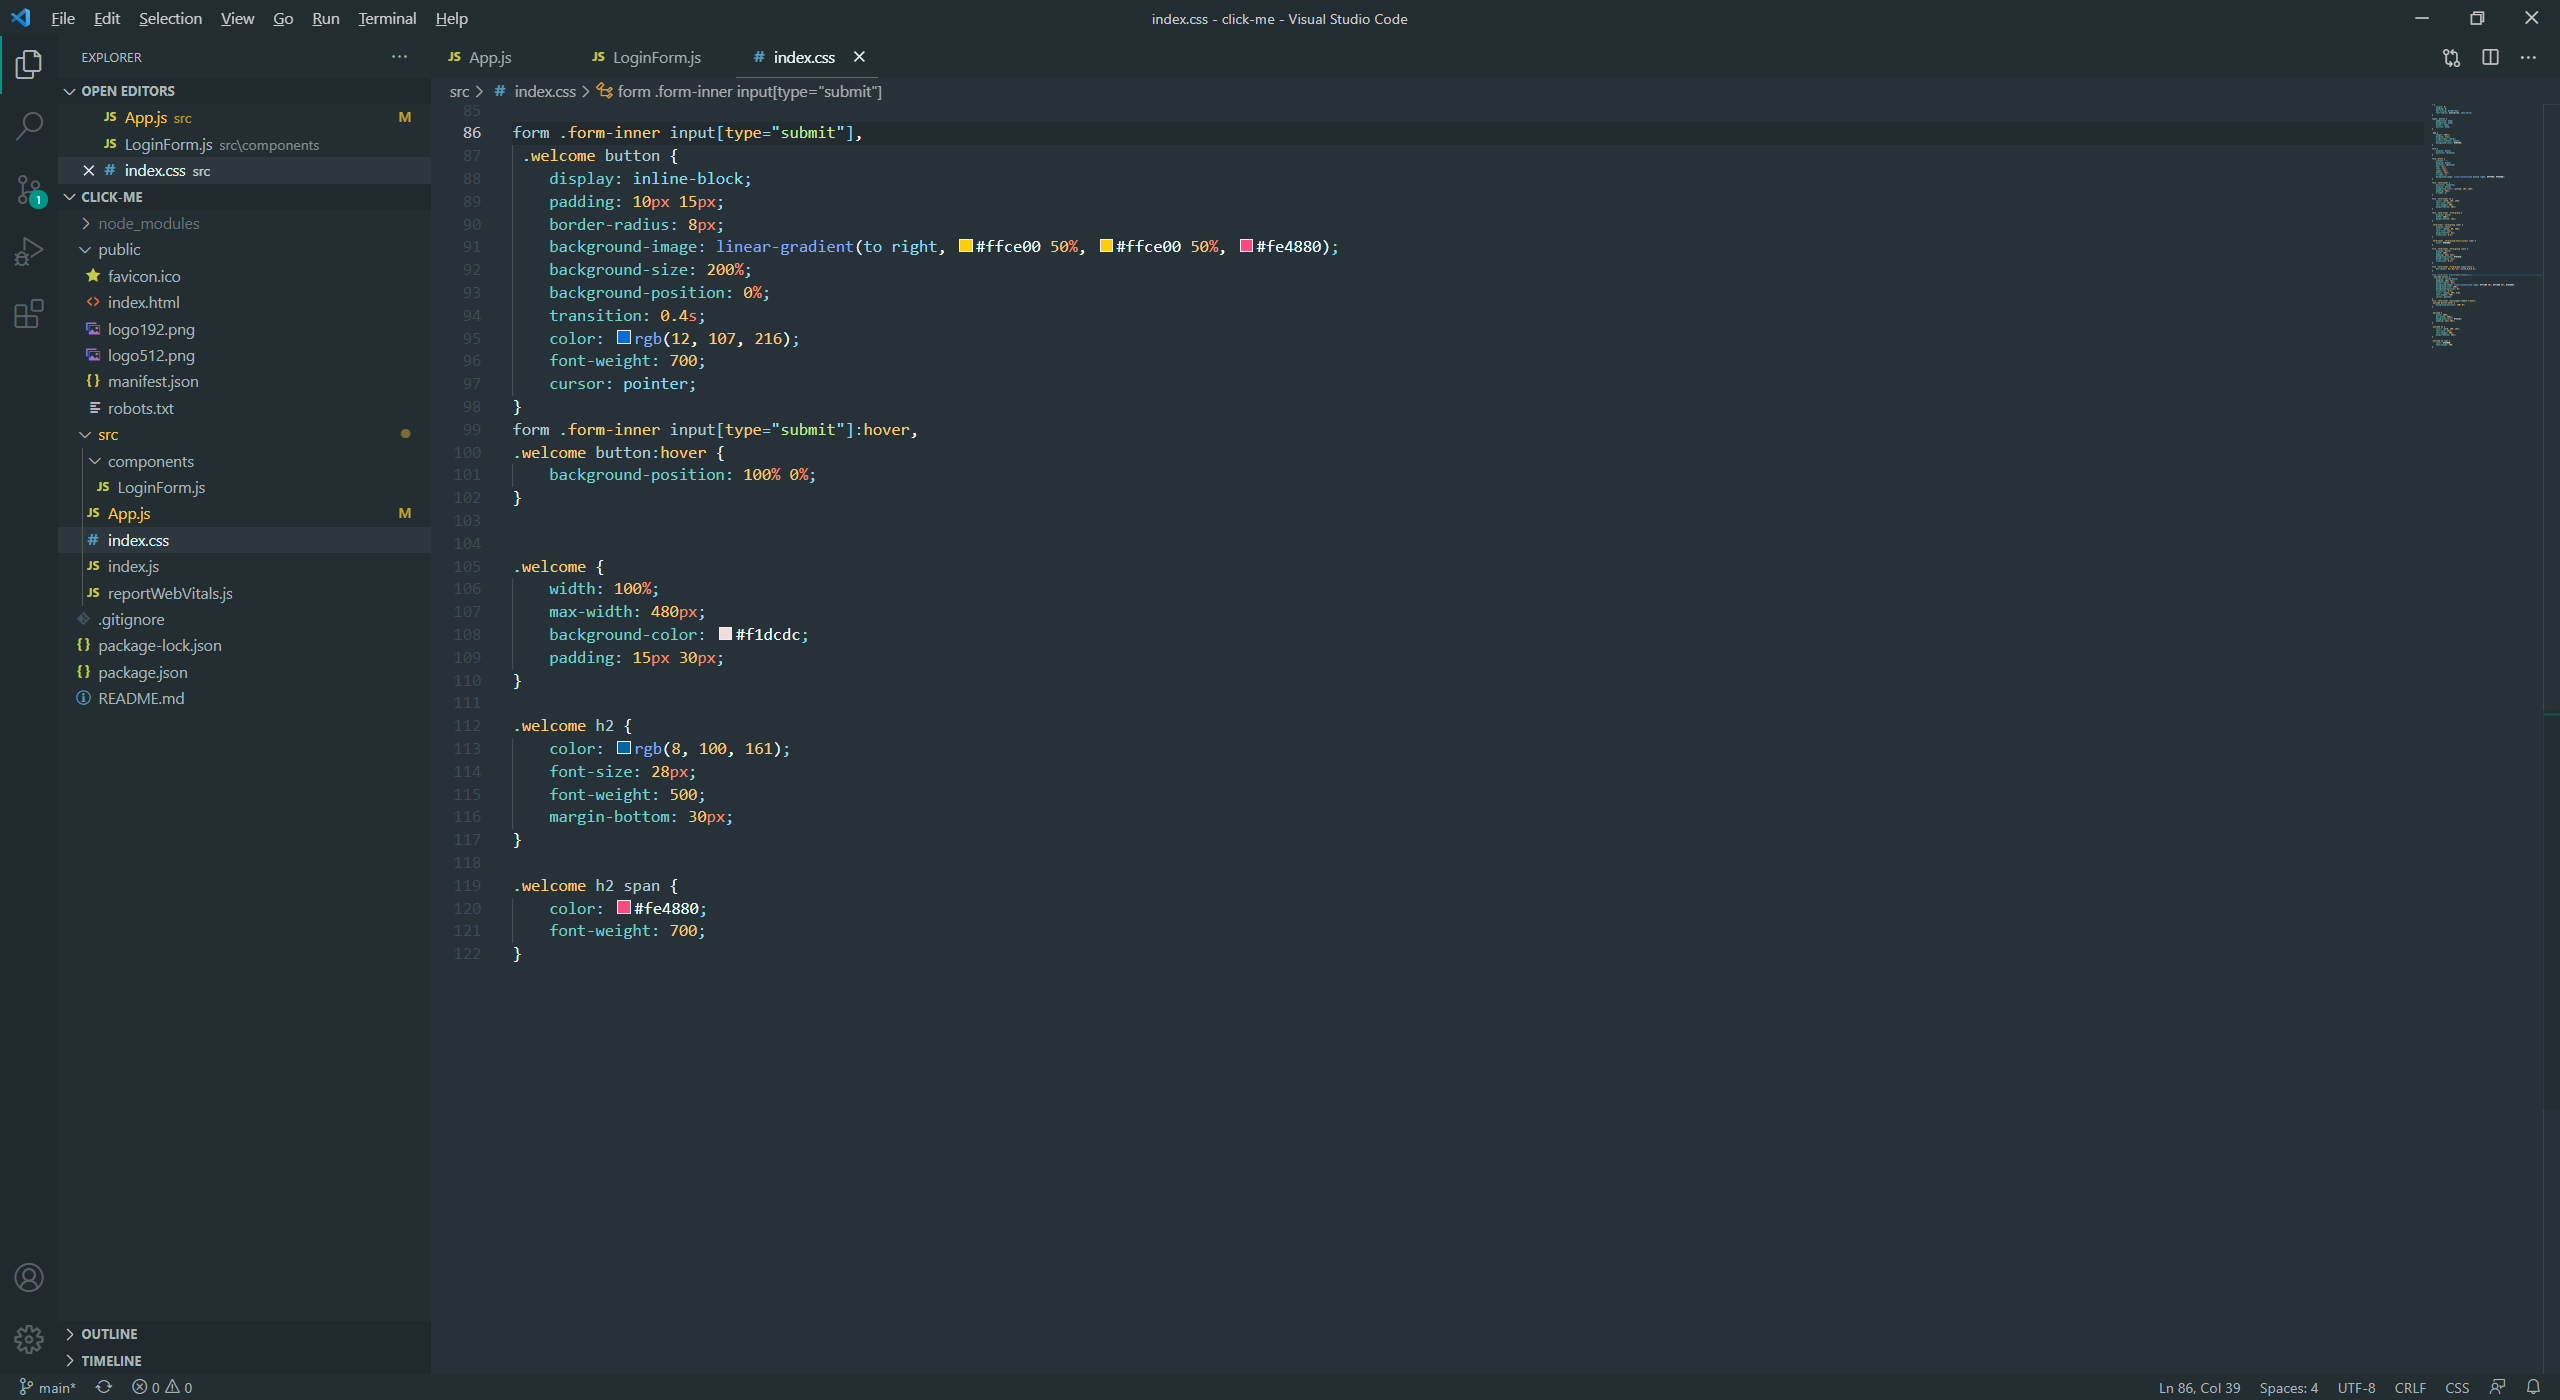 File Edit Selection View Go Run Terminal Help
index.css - click-me - Visual Studio Code
EXPLORER
OPEN EDITORS
JS App.js src M
JS LoginForm.js src\components
# index.css src
CLICK-ME
node_modules
public
favicon.ico
<> index.html
logo192.png
logo512.png
{} manifest.json
robots.txt
src
components
JS LoginForm.js
JS App.js M
# index.css
JS index.js
JS reportWebVitals.js
.gitignore
{} package-lock.json
{} package.json
README.md
OUTLINE
TIMELINE
1
JS App.js JS LoginForm.js # index.css
src > # index.css > form .form-inner input[type="submit"]
85
86 form .form-inner input[type="submit"],
87 .welcome button {
88 display: inline-block;
89 padding: 10px 15px;
90 border-radius: 8px;
91 background-image: linear-gradient(to right, #ffce00 50%, #ffce00 50%, #fe4880);
92 background-size: 200%;
93 background-position: 0%;
94 transition: 0.4s;
95 color: rgb(12, 107, 216);
96 font-weight: 700;
97 cursor: pointer;
98 }
99 form .form-inner input[type="submit"]:hover,
100 .welcome button:hover {
101 background-position: 100% 0%;
102 }
103
104
105 .welcome {
106 width: 100%;
107 max-width: 480px;
108 background-color: #f1dcdc;
109 padding: 15px 30px;
110 }
111
112 .welcome h2 {
113 color: rgb(8, 100, 161);
114 font-size: 28px;
115 font-weight: 500;
116 margin-bottom: 30px;
117 }
118
119 .welcome h2 span {
120 color: #fe4880;
121 font-weight: 700;
122 }
main* 0 0
Ln 86, Col 39 Spaces: 4 UTF-8 CRLF CSS